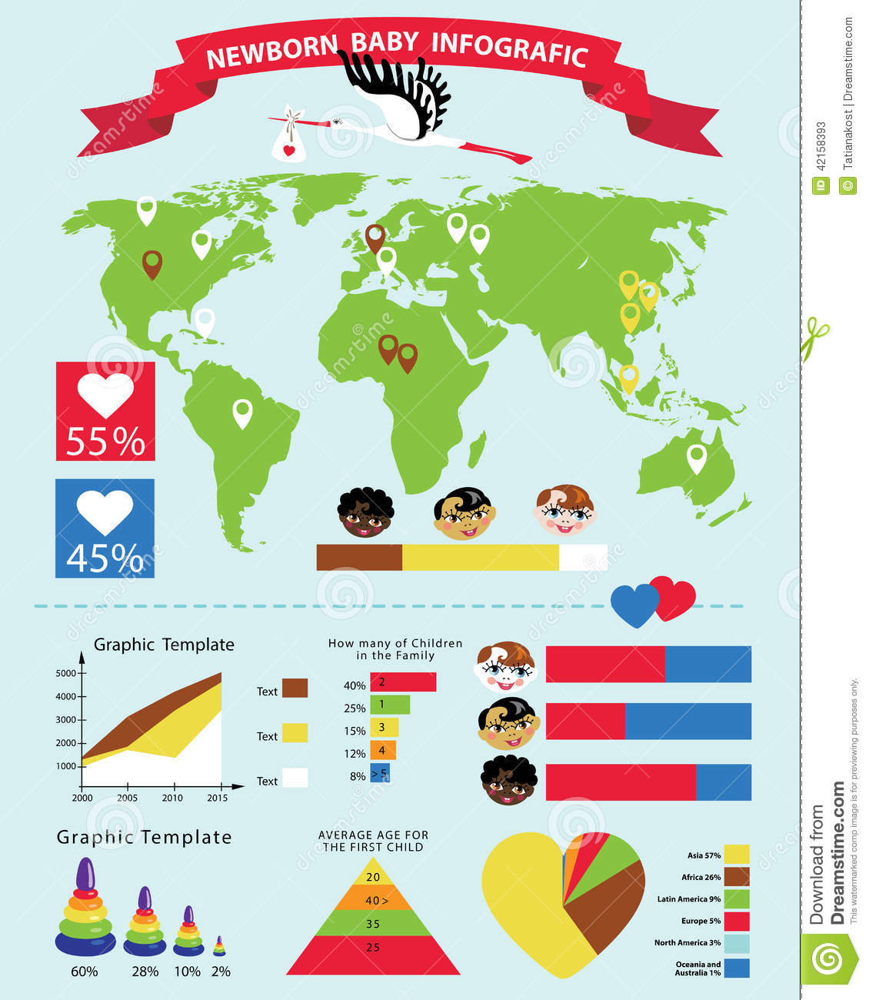 NEWBORN BABY INFOGRAFIC
55%
45%
Graphic Template
5000
4000
3000
2000
1000
2000 2005 2010 2015
Text
Text
Text
How many of Children
in the Family
40% 2
25% 1
15% 3
12% 4
8% >5
Graphic Template
60% 28% 10% 2%
AVERAGE AGE FOR
THE FIRST CHILD
20
40 >
35
25
Asia 57%
Africa 26%
Latin America 9%
Europe 5%
North America 3%
Oceania and
Australia 1%
dreamstime
ID 42158393
© Tatianakost | Dreamstime.com
Download from
Dreamstime.com
This watermarked comp image is for previewing purposes only.